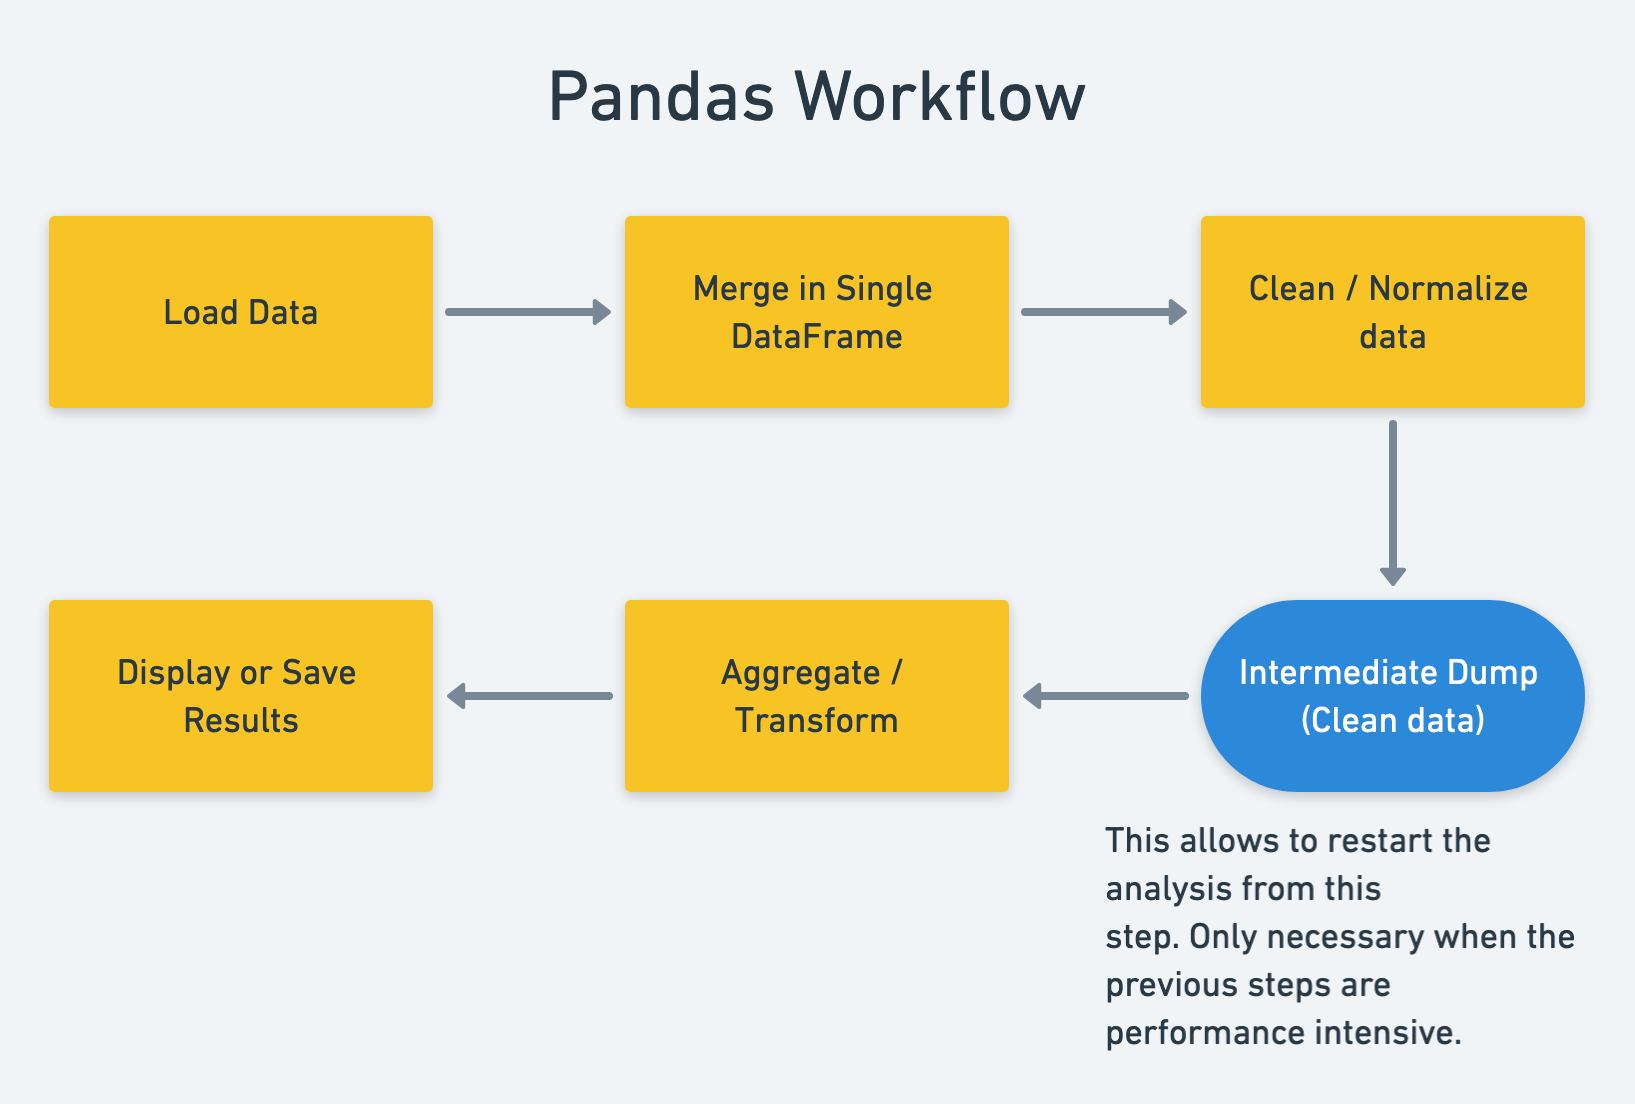 Pandas Workflow
Load Data
Merge in Single
DataFrame
Clean / Normalize
data
Intermediate Dump
(Clean data)
This allows to restart the
analysis from this
step. Only necessary when the
previous steps are
performance intensive.
Aggregate /
Transform
Display or Save
Results